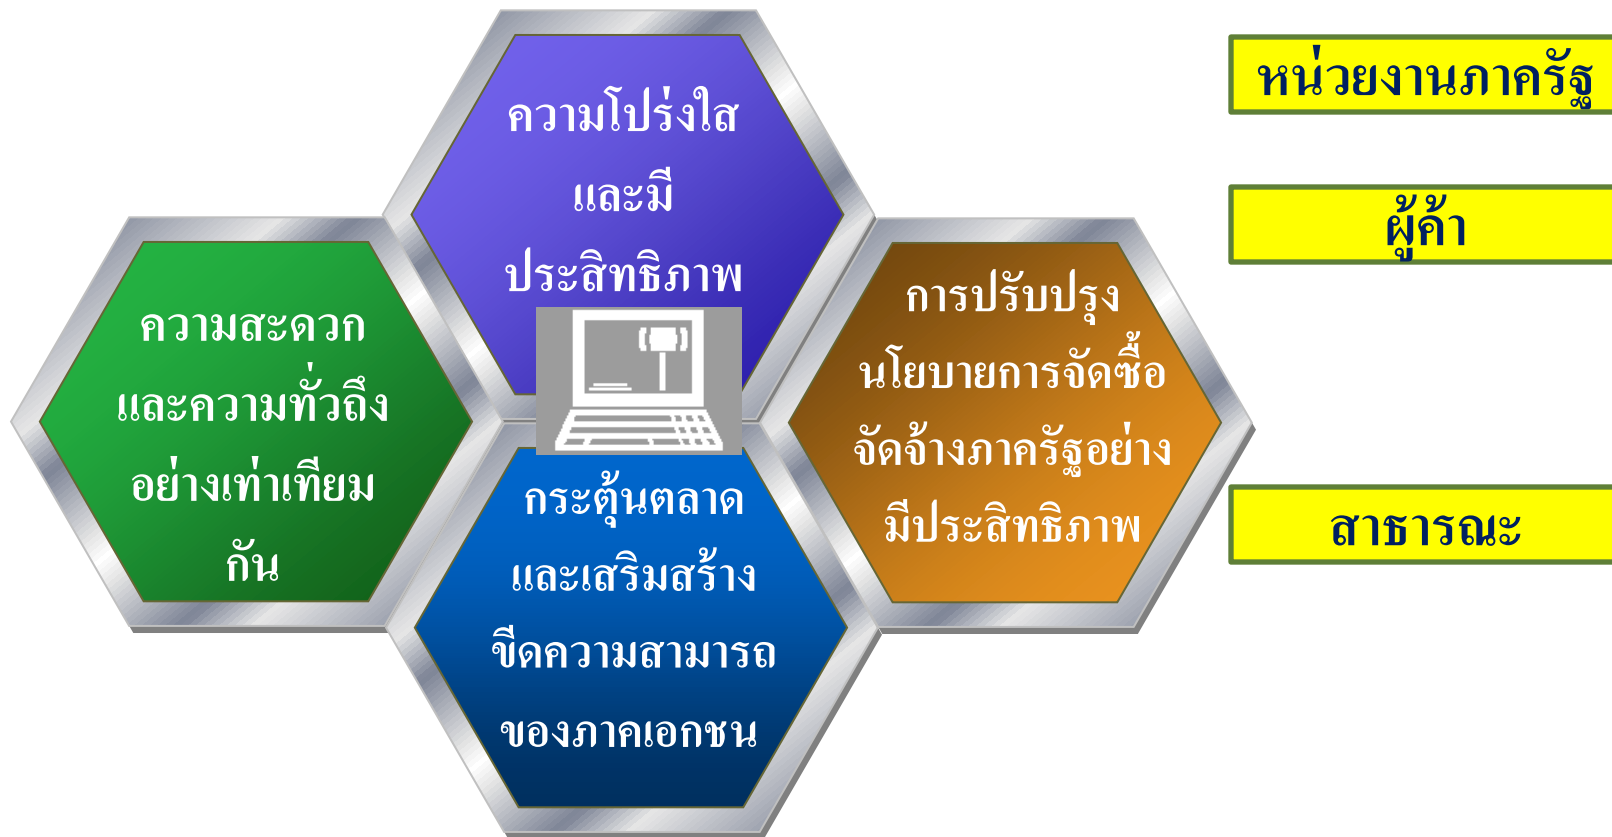 ความโปร่งใส
และมี
ประสิทธิภาพ
ความสะดวก
และความทั่วถึง
อย่างเท่าเทียม
กัน
การปรับปรุง
นโยบายการจัดซื้อ
จัดจ้างภาครัฐอย่าง
มีประสิทธิภาพ
กระตุ้นตลาด
และเสริมสร้าง
ขีดความสามารถ
ของภาคเอกชน
หน่วยงานภาครัฐ
ผู้ค้า
สาธารณะ